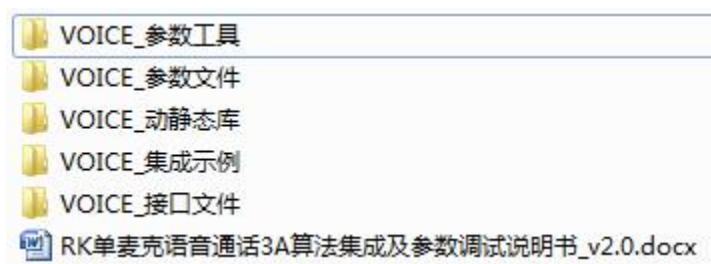 VOICE_参数工具
VOICE_参数文件
VOICE_动静态库
VOICE_集成示例
VOICE_接口文件
RK单麦克语音通话3A算法集成及参数调试说明书_v2.0.docx